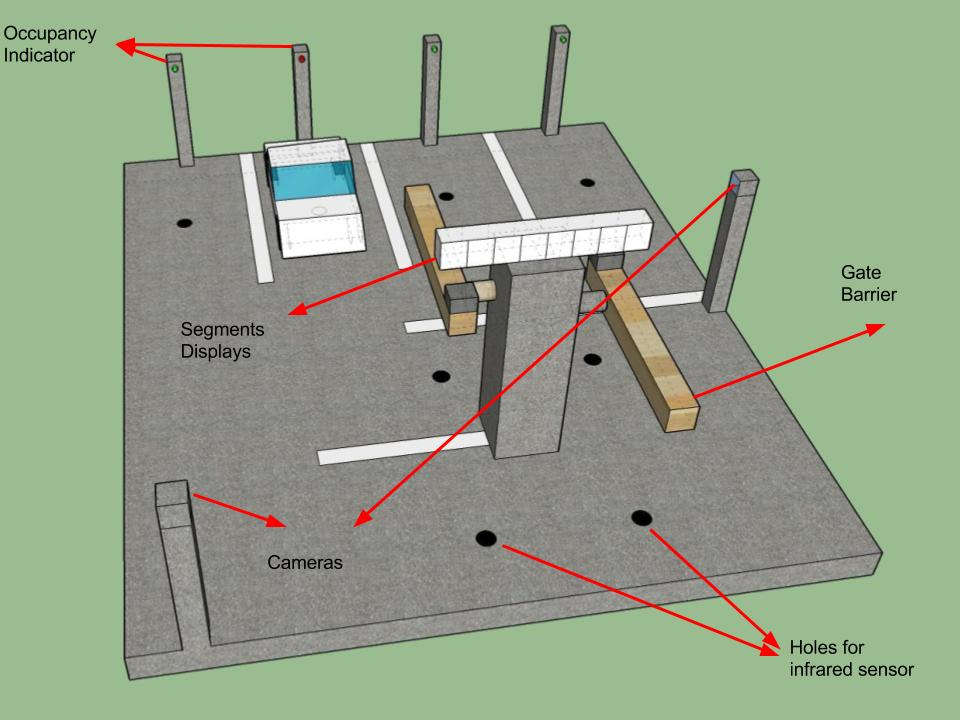 Occupancy
Indicator
Gate
Barrier
Segments
Displays
Cameras
Holes for
infrared sensor